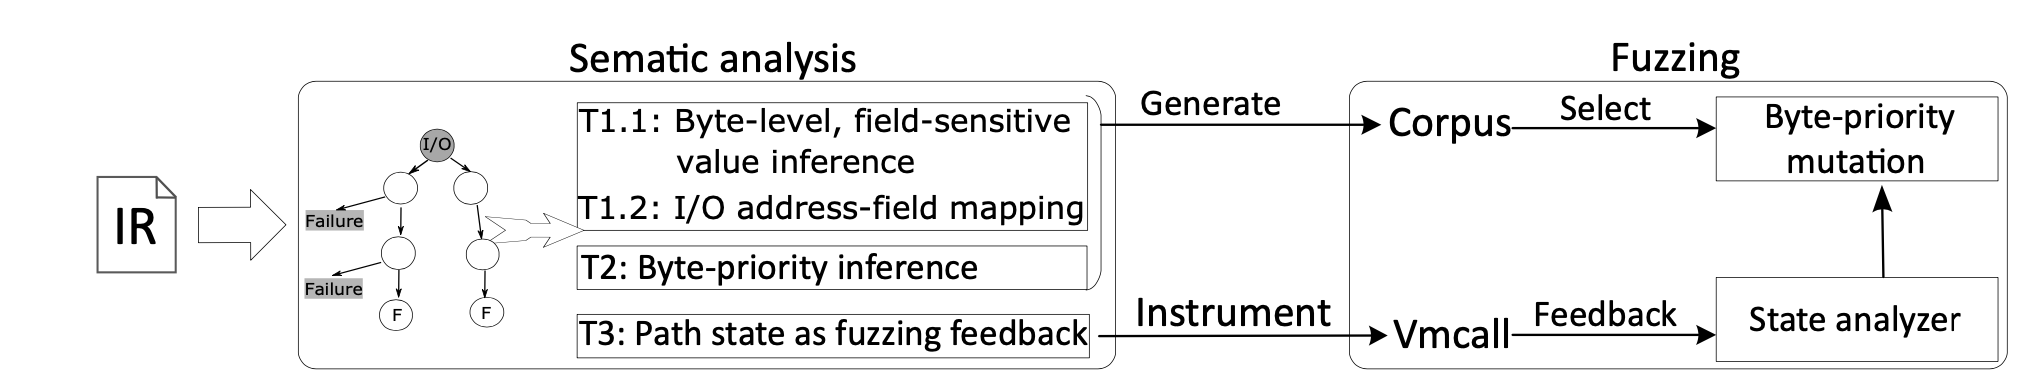 Sematic analysis
Fuzzing
IR
I/O
Failure
Failure
F
F
T1.1: Byte-level, field-sensitive
value inference
T1.2: I/O address-field mapping
T2: Byte-priority inference
T3: Path state as fuzzing feedback
Generate
Instrument
Corpus
Select
Byte-priority
mutation
Vmcall
Feedback
State analyzer